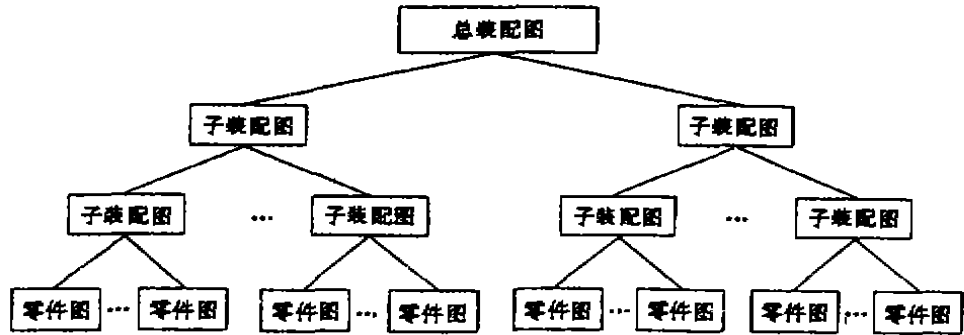 总装配图
子装配图 子装配图
子装配图 … 子装配图 子装配图 … 子装配图
零件图 … 零件图 零件图 … 零件图 零件图 … 零件图 零件图 … 零件图